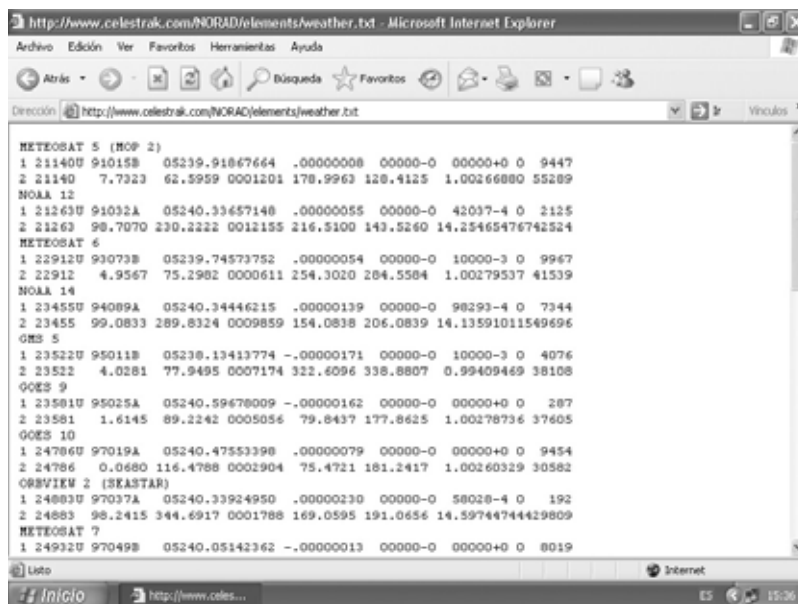 http://www.celestrak.com/NORAD/elements/weather.txt - Microsoft Internet Explorer
Archivo Edición Ver Favoritos Herramientas Ayuda
Atrás Búsqueda Favoritos
Dirección http://www.celestrak.com/NORAD/elements/weather.txt Ir Vínculos
METEOSAT 5 (MOP 2)
1 21140U 91015B 05239.91867664 .00000008 00000-0 00000+0 0 9447
2 21140 7.7323 62.5959 0001201 178.9963 128.4125 1.00266880 55289
NOAA 12
1 21263U 91032A 05240.33657148 .00000055 00000-0 42037-4 0 2125
2 21263 98.7070 230.2222 0012155 216.5100 143.5260 14.25465476742524
METEOSAT 6
1 22912U 93073B 05239.74573752 .00000054 00000-0 10000-3 0 9967
2 22912 4.9567 75.2982 0000611 254.3020 284.5584 1.00279537 41539
NOAA 14
1 23455U 94089A 05240.34446215 .00000139 00000-0 98293-4 0 7344
2 23455 99.0833 289.8324 0009859 154.0838 206.0839 14.13591011549696
GMS 5
1 23522U 95011B 05238.13413774 -.00000171 00000-0 10000-3 0 4076
2 23522 4.0281 77.9495 0007174 322.6096 338.8807 0.99409469 38108
GOES 9
1 23581U 95025A 05240.59678009 -.00000162 00000-0 00000+0 0 287
2 23581 1.6145 89.2242 0005056 79.8437 177.8625 1.00278736 37605
GOES 10
1 24786U 97019A 05240.47553398 .00000079 00000-0 00000+0 0 9454
2 24786 0.0680 116.4788 0002904 75.4721 181.2417 1.00260329 30582
ORBVIEW 2 (SEASTAR)
1 24883U 97037A 05240.33924950 .00000230 00000-0 58028-4 0 192
2 24883 98.2415 344.6917 0001788 169.0595 191.0656 14.59744744429809
METEOSAT 7
1 24932U 97049B 05240.05142362 -.00000013 00000-0 00000+0 0 8019
Listo Internet
Inicio http://www.celes... ES 15:36